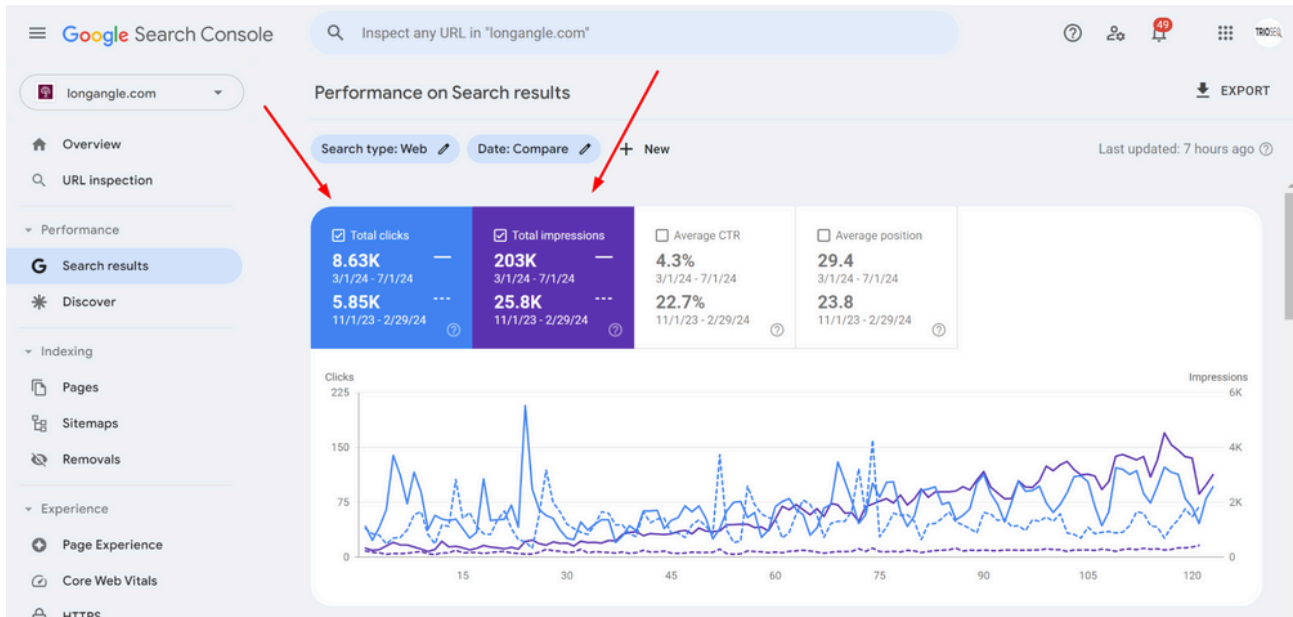 Google Search Console
Inspect any URL in "longangle.com"
49
TRIOSEO
longangle.com
Performance on Search results
EXPORT
Overview
Search type: Web
Date: Compare
+ New
Last updated: 7 hours ago
URL inspection
Performance
Search results
Discover
Indexing
Pages
Sitemaps
Removals
Experience
Page Experience
Core Web Vitals
HTTPS
Total clicks
8.63K
3/1/24 - 7/1/24
5.85K
11/1/23 - 2/29/24
Total impressions
203K
3/1/24 - 7/1/24
25.8K
11/1/23 - 2/29/24
Average CTR
4.3%
3/1/24 - 7/1/24
22.7%
11/1/23 - 2/29/24
Average position
29.4
3/1/24 - 7/1/24
23.8
11/1/23 - 2/29/24
Clicks
225
150
75
0
Impressions
6K
4K
2K
0
15
30
45
60
75
90
105
120